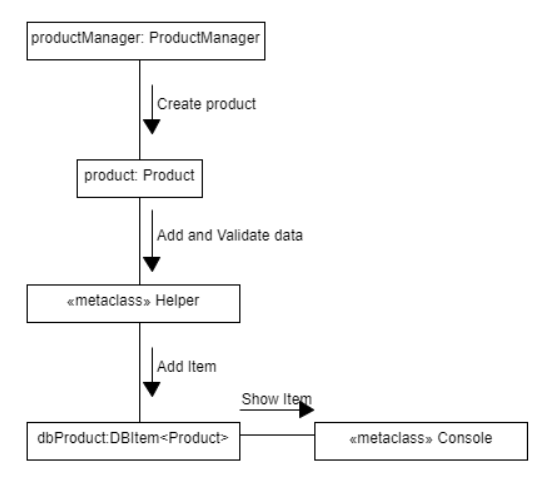 productManager: ProductManager
Create product
product: Product
Add and Validate data
«metaclass» Helper
Add Item
Show Item
dbProduct:DBItem<Product>
«metaclass» Console